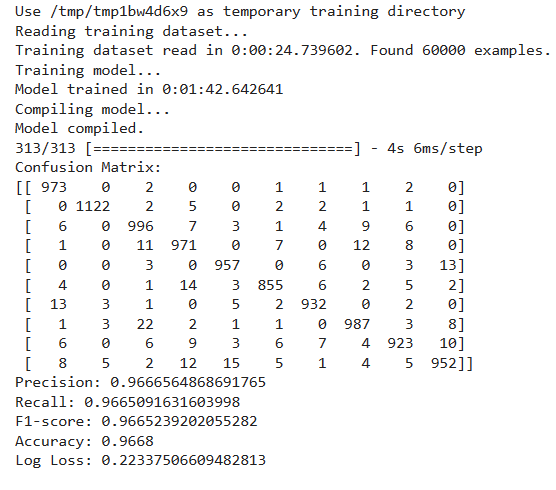 Use /tmp/tmp1bw4d6x9 as temporary training directory
Reading training dataset...
Training dataset read in 0:00:24.739602. Found 60000 examples.
Training model...
Model trained in 0:01:42.642641
Compiling model...
Model compiled.
313/313 [==============================] - 4s 6ms/step
Confusion Matrix:
[[ 973    0    2    0    0    1    1    1    2    0]
 [   0 1122    2    5    0    2    2    1    1    0]
 [   6    0  996    7    3    1    4    9    6    0]
 [   1    0   11  971    0    7    0   12    8    0]
 [   0    0    3    0  957    0    6    0    3   13]
 [   4    0    1   14    3  855    6    2    5    2]
 [  13    3    1    0    5    2  932    0    2    0]
 [   1    3   22    2    1    1    0  987    3    8]
 [   6    0    6    9    3    6    7    4  923   10]
 [   8    5    2   12   15    5    1    4    5  952]]
Precision: 0.9666564868691765
Recall: 0.9665091631603998
F1-score: 0.9665239202055282
Accuracy: 0.9668
Log Loss: 0.22337506609482813